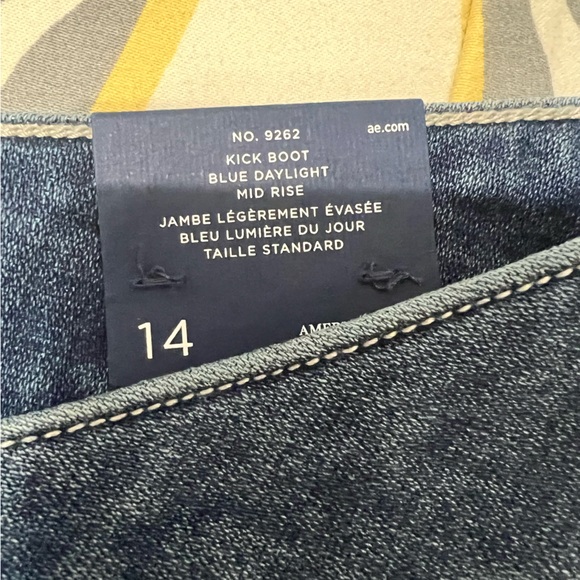 NO. 9262
ae.com
KICK BOOT
BLUE DAYLIGHT
MID RISE
JAMBE LÉGÈREMENT ÉVASÉE
BLEU LUMIÈRE DU JOUR
TAILLE STANDARD
14